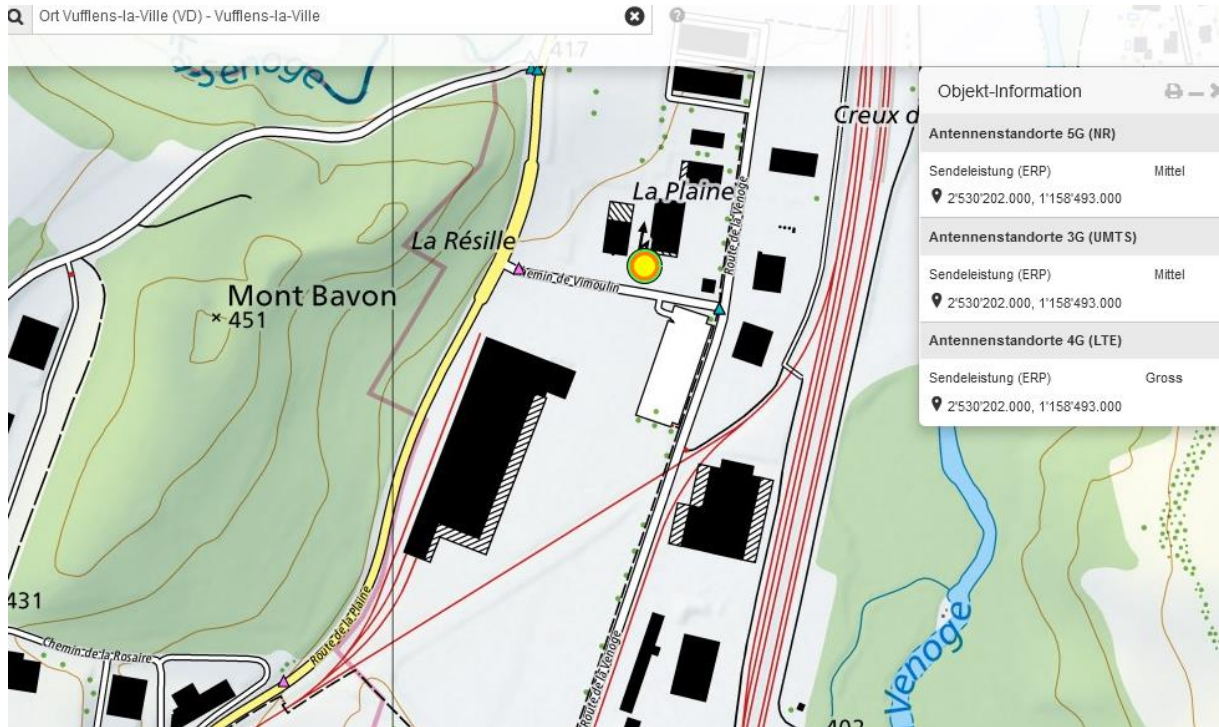 Ort Vufflens-la-Ville (VD) - Vufflens-la-Ville
417
Senoge
Creux d
La Plaine
La Résille
Mont Bavon
451
Chemin de Vimoulin
Route de la Venoge
431
Chemin de la Rosaire
Route de la Plaine
Route de la Venoge
Venoge
402
Objekt-Information
Antennenstandorte 5G (NR)
Sendeleistung (ERP) Mittel
2'530'202.000, 1'158'493.000
Antennenstandorte 3G (UMTS)
Sendeleistung (ERP) Mittel
2'530'202.000, 1'158'493.000
Antennenstandorte 4G (LTE)
Sendeleistung (ERP) Gross
2'530'202.000, 1'158'493.000